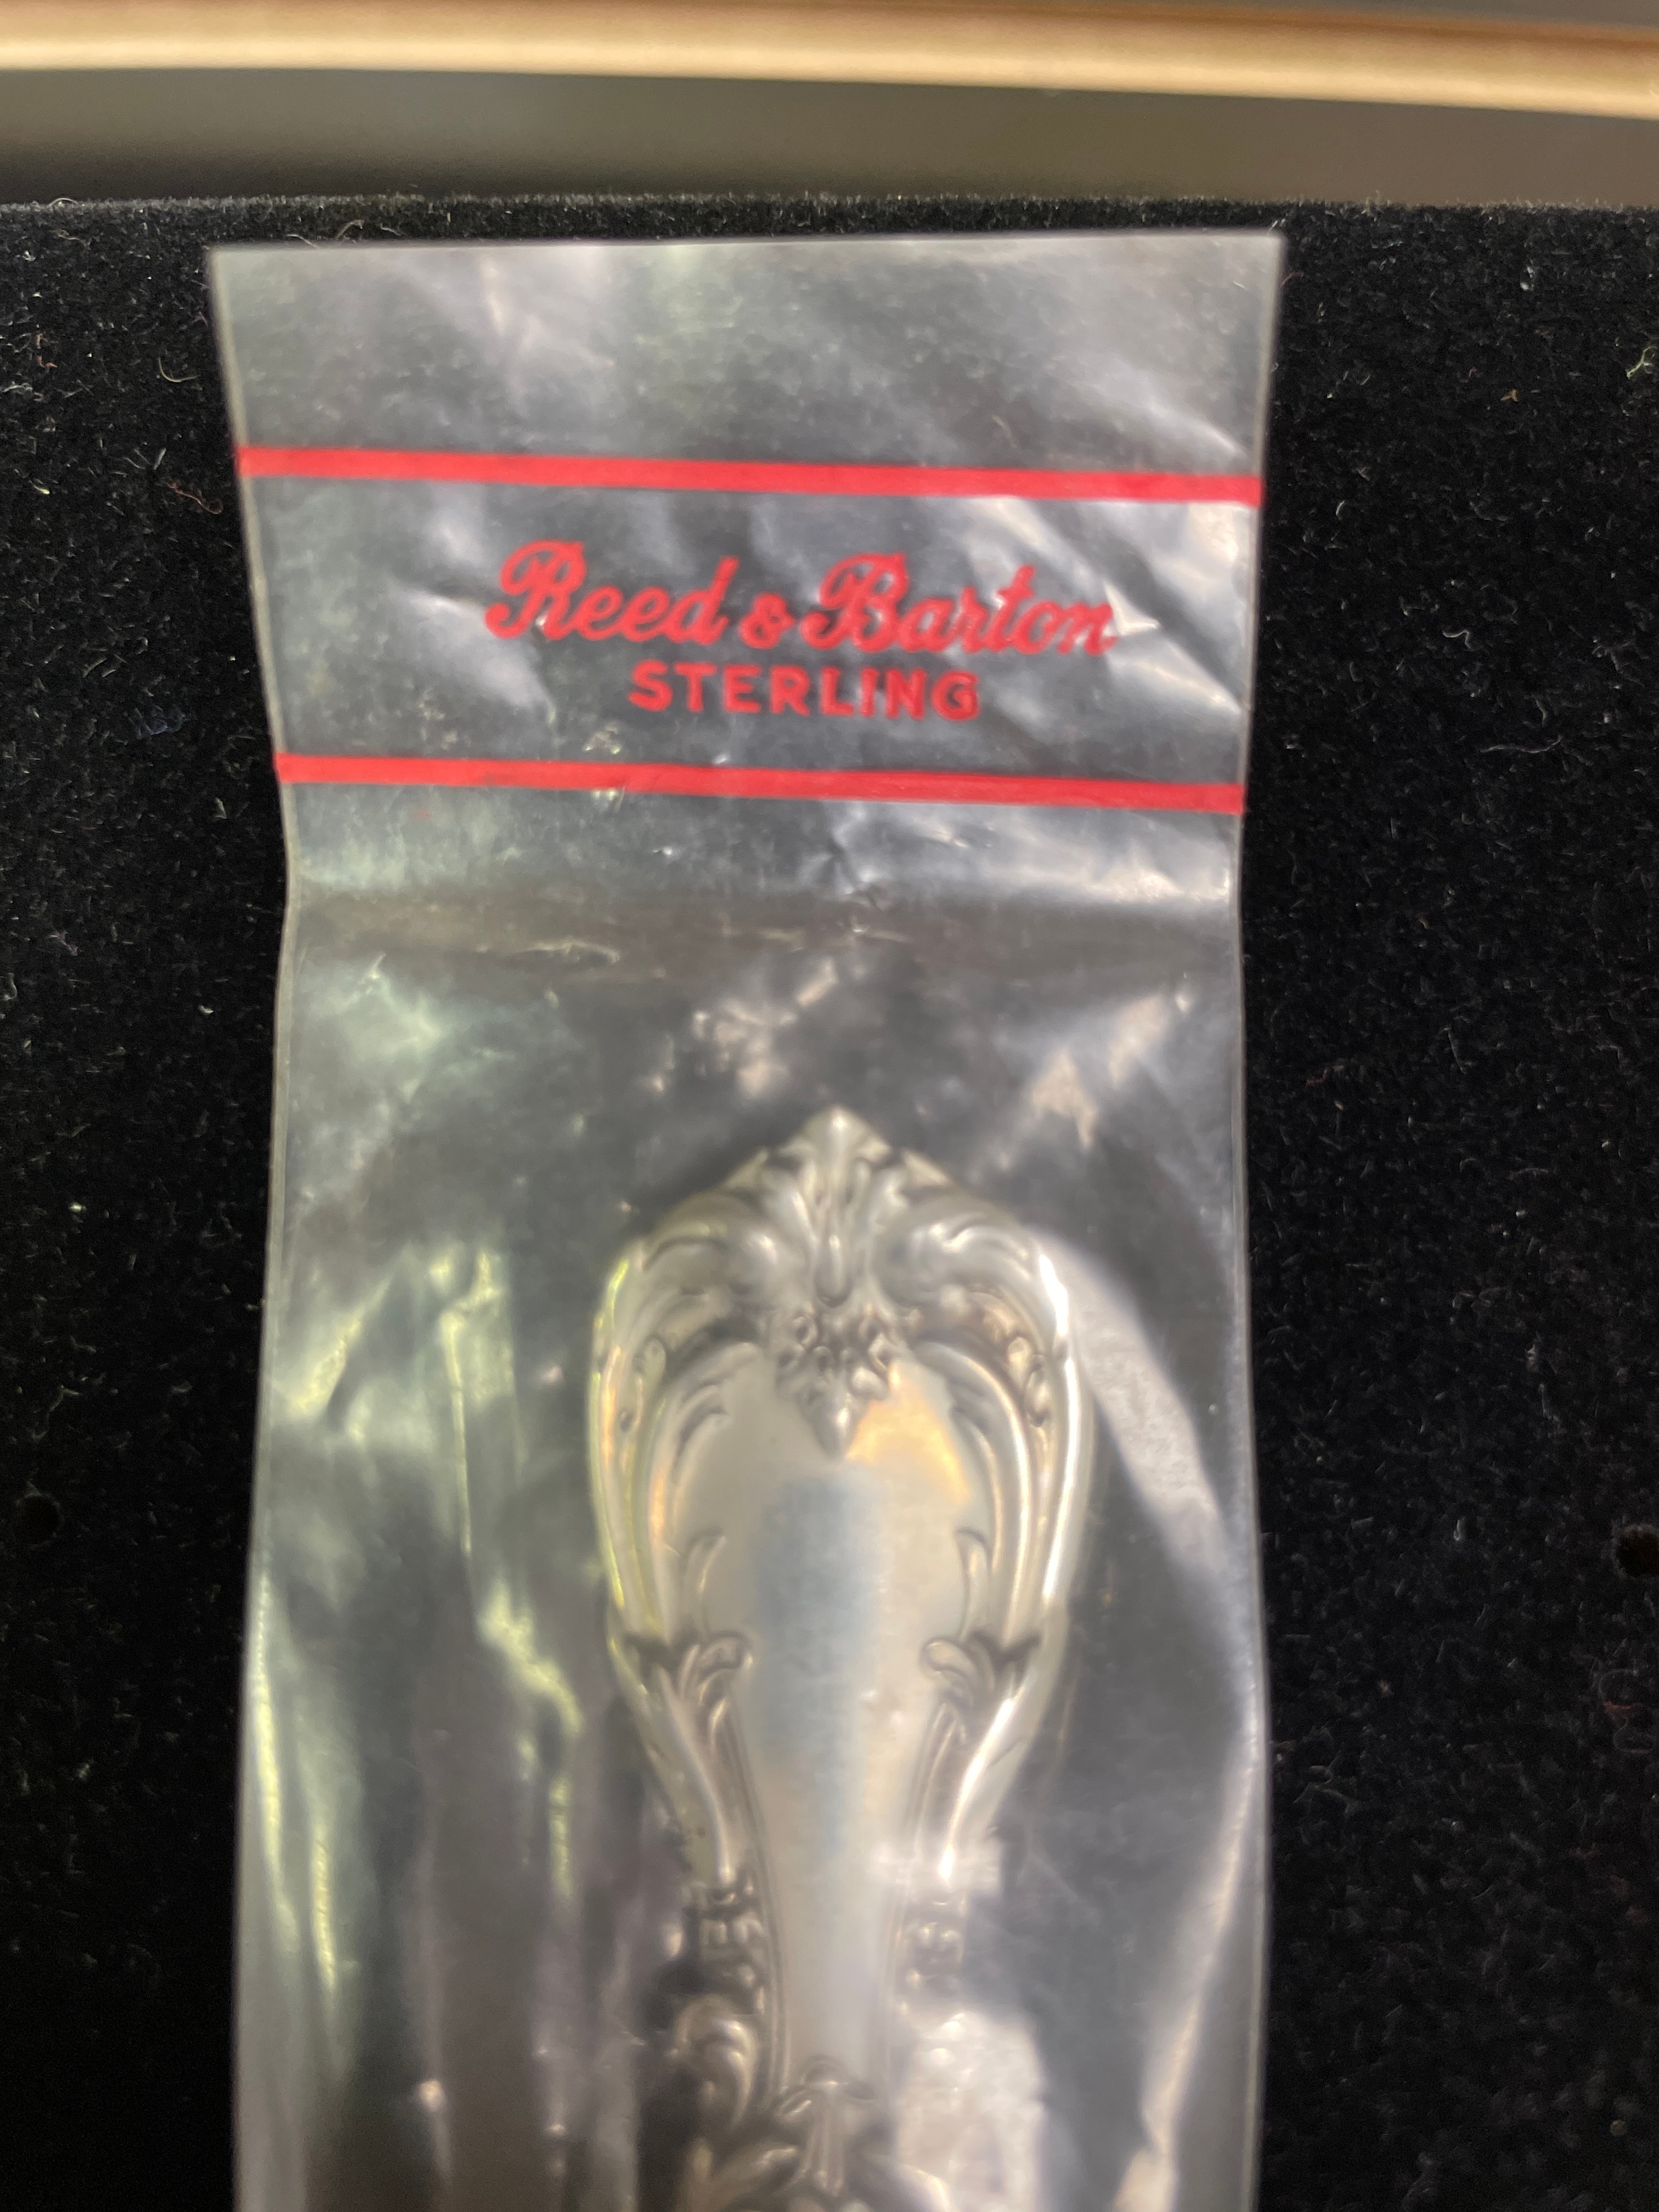 Reed & Barton
STERLING